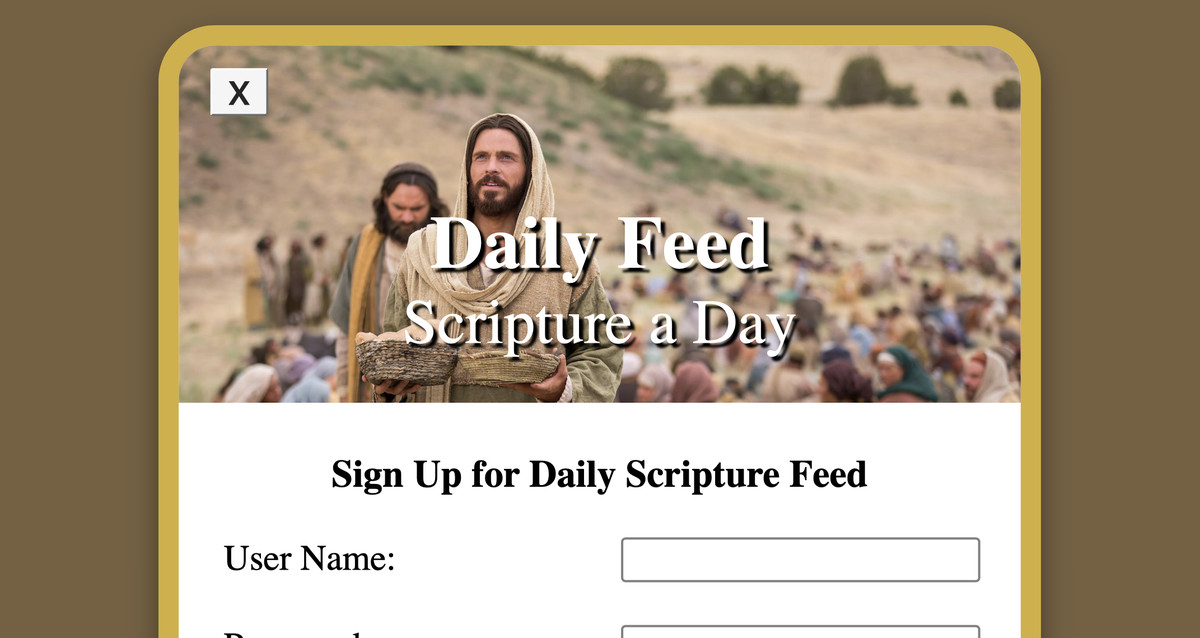 X
Daily Feed
Scripture a Day
Sign Up for Daily Scripture Feed
User Name: